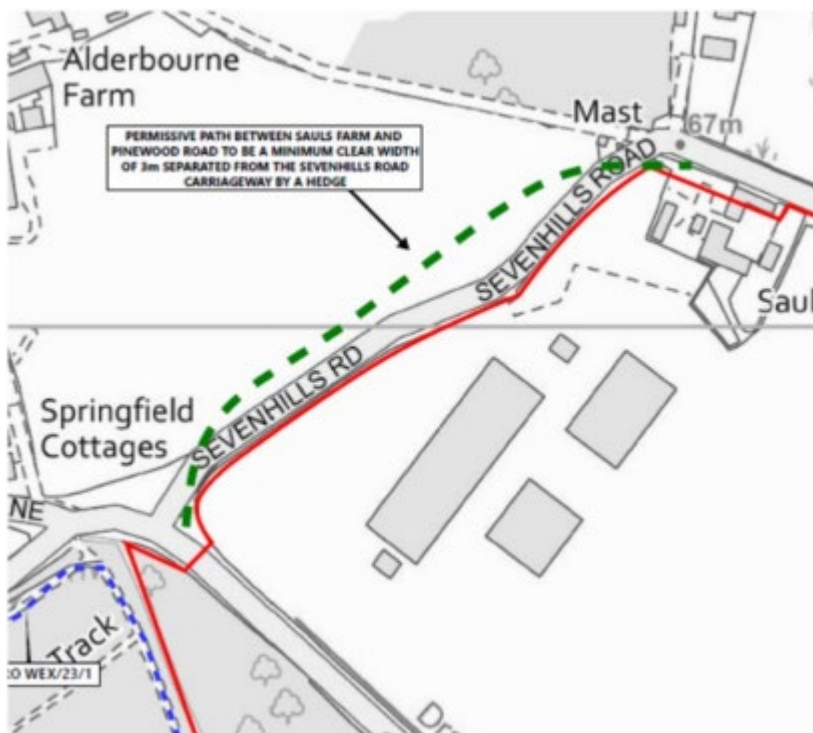 Alderbourne
Farm
PERMISSIVE PATH BETWEEN SAULS FARM AND
PINEWOOD ROAD TO BE A MINIMUM CLEAR WIDTH
OF 3m SEPARATED FROM THE SEVENHILLS ROAD
CARRIAGEWAY BY A HEDGE
Mast
67m
SEVENHILLS ROAD
Saul
SEVENHILLS RD
Springfield
Cottages
NE
Track
RO WEX/23/1
Dro